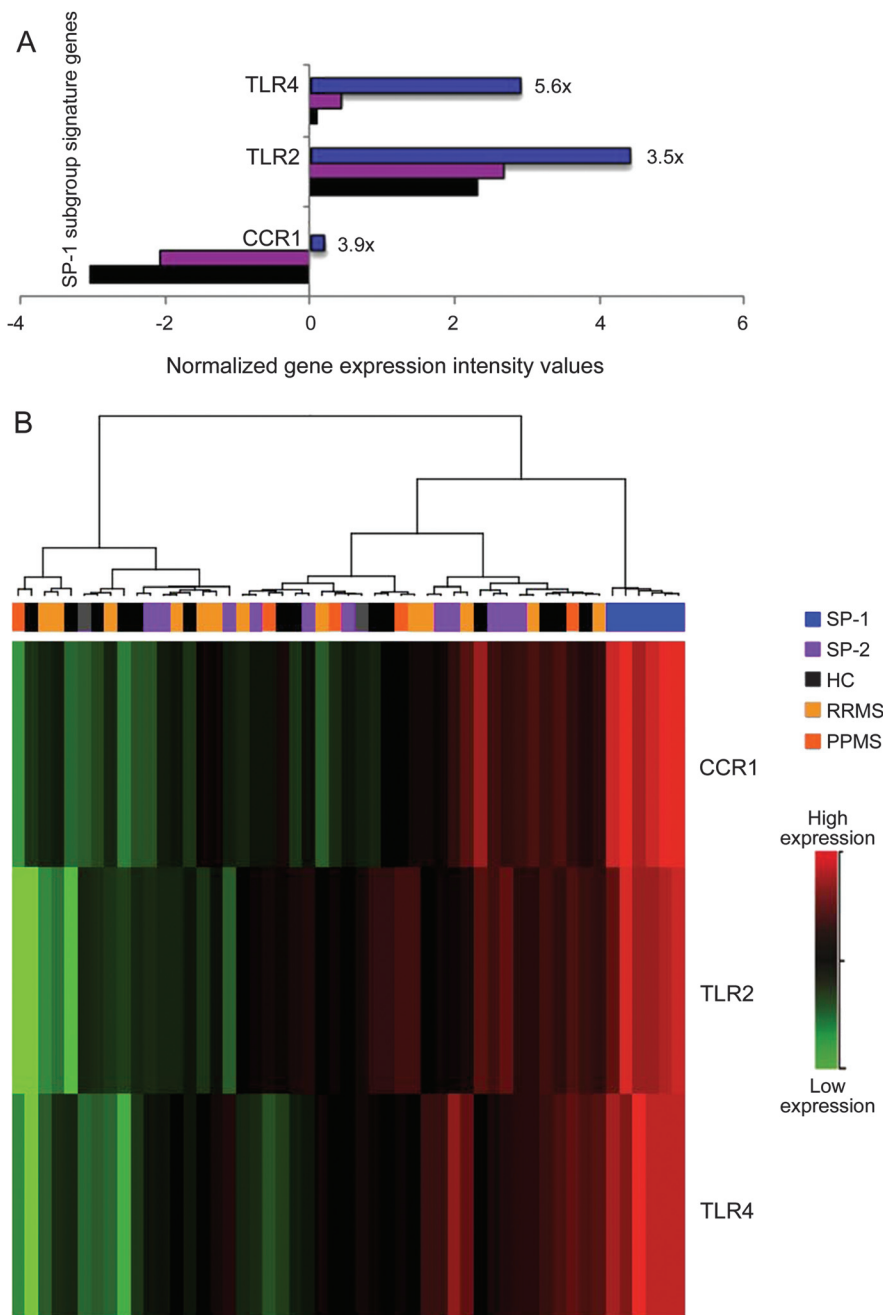 A
SP-1 subgroup signature genes
TLR4
5.6x
TLR2
3.5x
CCR1
3.9x
-4
-2
0
2
4
6
Normalized gene expression intensity values
B
SP-1
SP-2
HC
RRMS
PPMS
CCR1
High
expression
TLR2
Low
expression
TLR4